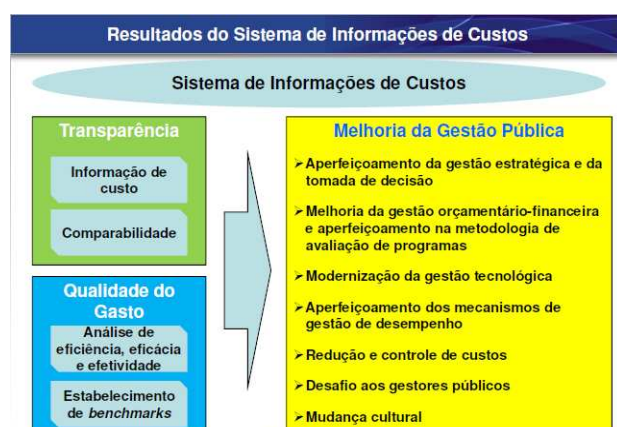 Resultados do Sistema de Informações de Custos
Sistema de Informações de Custos
Transparência
Informação de
custo
Comparabilidade
Qualidade do
Gasto
Análise de
eficiência, eficácia
e efetividade
Estabelecimento
de benchmarks
Melhoria da Gestão Pública
➢Aperfeiçoamento da gestão estratégica e da
tomada de decisão
➢Melhoria da gestão orçamentário-financeira
e aperfeiçoamento na metodologia de
avaliação de programas
➢Modernização da gestão tecnológica
➢Aperfeiçoamento dos mecanismos de
gestão de desempenho
➢Redução e controle de custos
➢Desafio aos gestores públicos
➢Mudança cultural